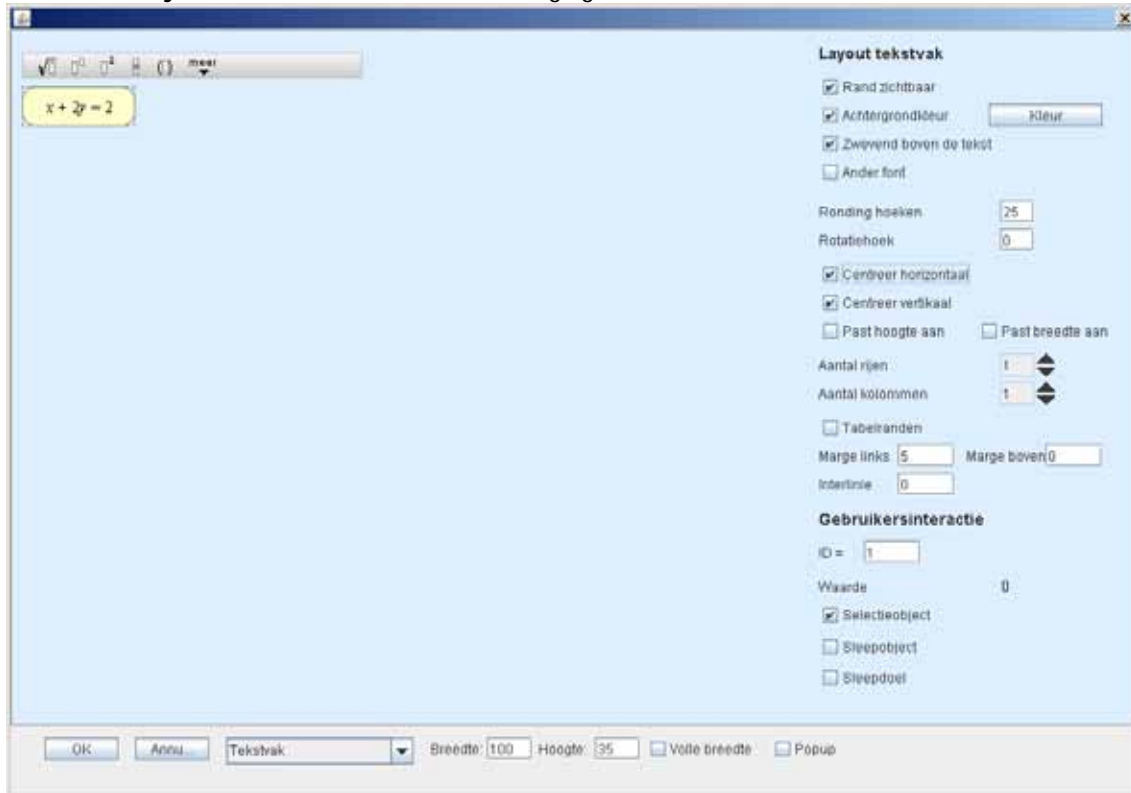 meer
x + 2y = 2
Layout tekstvak
Rand zichtbaar
Achtergrondkleur Kleur
Zwevend boven de tekst
Ander font
Ronding hoeken 25
Rotatiehoek 0
Centreer horizontaal
Centreer vertikaal
Past hoogte aan Past breedte aan
Aantal rijen 1
Aantal kolommen 1
Tabelranden
Marge links 5 Marge boven 0
Interlinie 0
Gebruikersinteractie
ID = 1
Waarde 0
Selectieobject
Sleepobject
Sleepdoel
OK Annu... Tekstvak Breedte: 100 Hoogte: 35 Volle breedte Popup